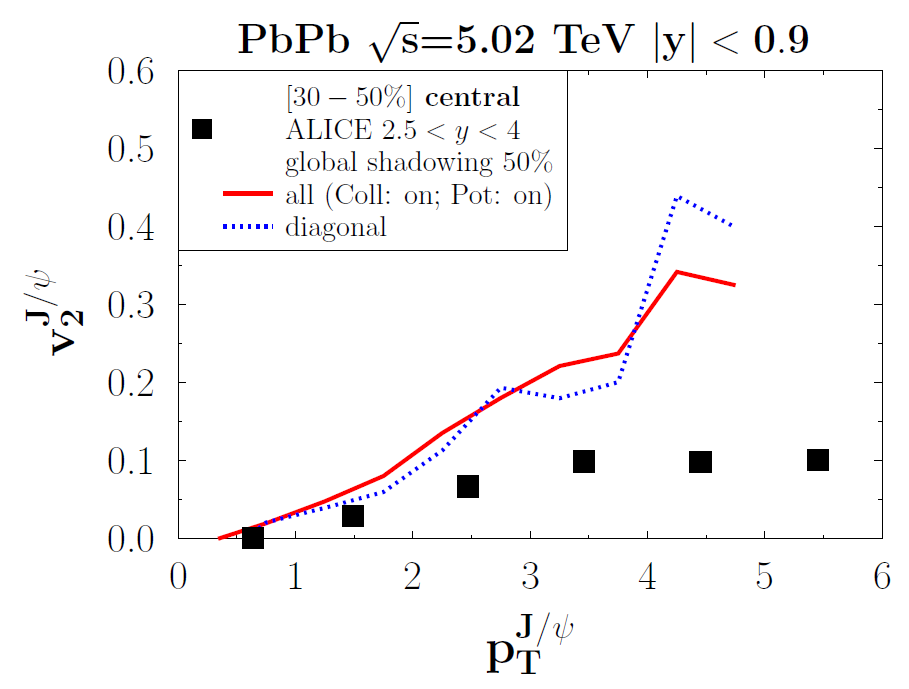 PbPb √s=5.02 TeV |y| < 0.9
0.6
0.5
0.4
0.3
0.2
0.1
0.0
v₂^J/ψ
[30 − 50%] central
ALICE 2.5 < y < 4
global shadowing 50%
all (Coll: on; Pot: on)
diagonal
0 1 2 3 4 5 6
p_T^J/ψ